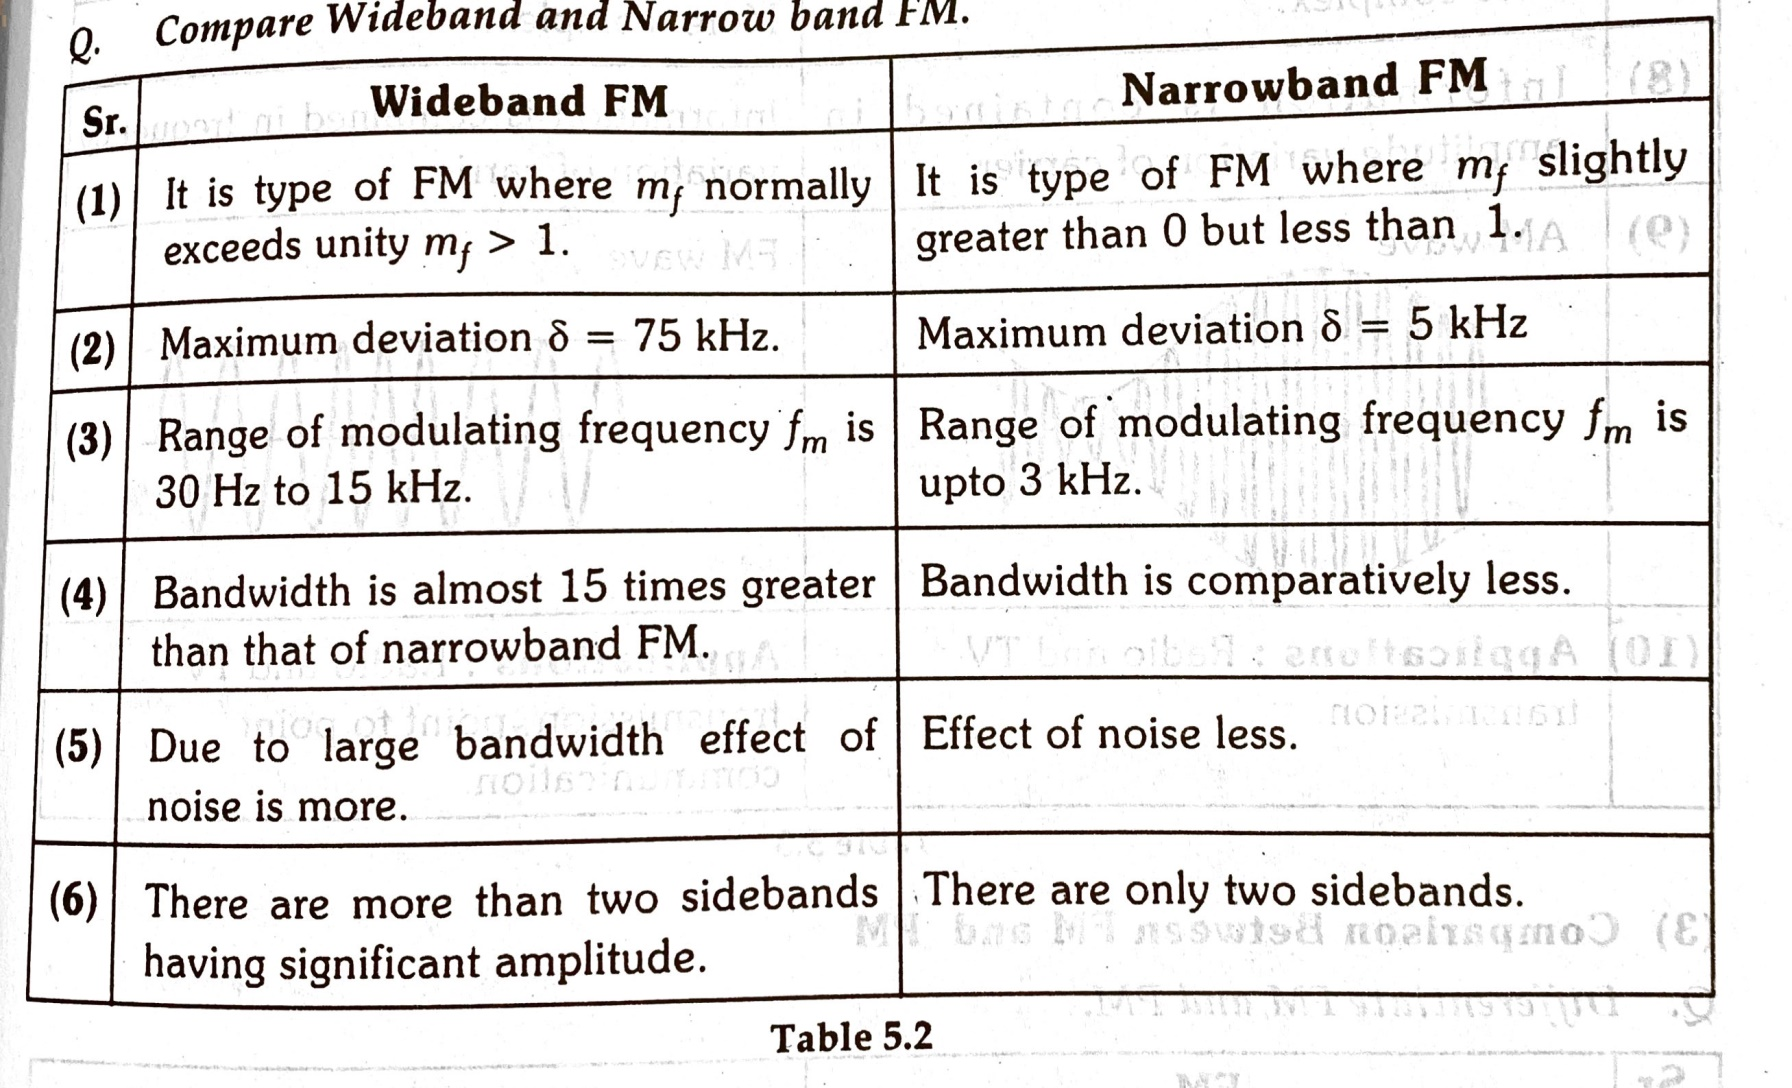 Q. Compare Wideband and Narrow band FM.
Sr. Wideband FM Narrowband FM
(1) It is type of FM where mf normally
exceeds unity mf > 1.
It is type of FM where mf slightly
greater than 0 but less than 1.
(2) Maximum deviation δ = 75 kHz.
Maximum deviation δ = 5 kHz
(3) Range of modulating frequency fm is
30 Hz to 15 kHz.
Range of modulating frequency fm is
upto 3 kHz.
(4) Bandwidth is almost 15 times greater
than that of narrowband FM.
Bandwidth is comparatively less.
(5) Due to large bandwidth effect of
noise is more.
Effect of noise less.
(6) There are more than two sidebands
having significant amplitude.
There are only two sidebands.
Table 5.2